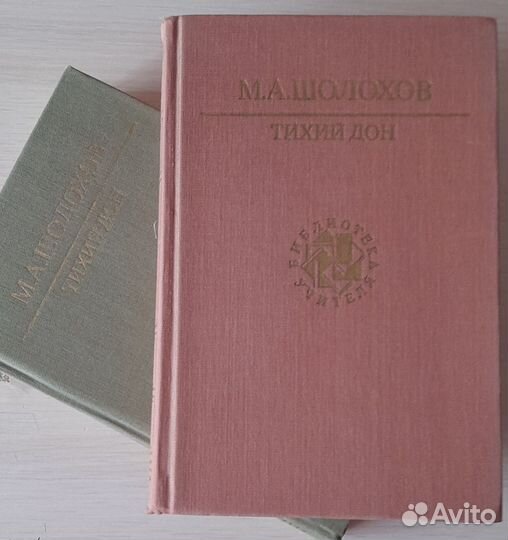 М.А.ШОЛОХОВ
ТИХИЙ ДОН
БИБЛИОТЕКА
УЧИТЕЛЯ
М.А.ШОЛОХОВ
ТИХИЙ ДОН
Avito